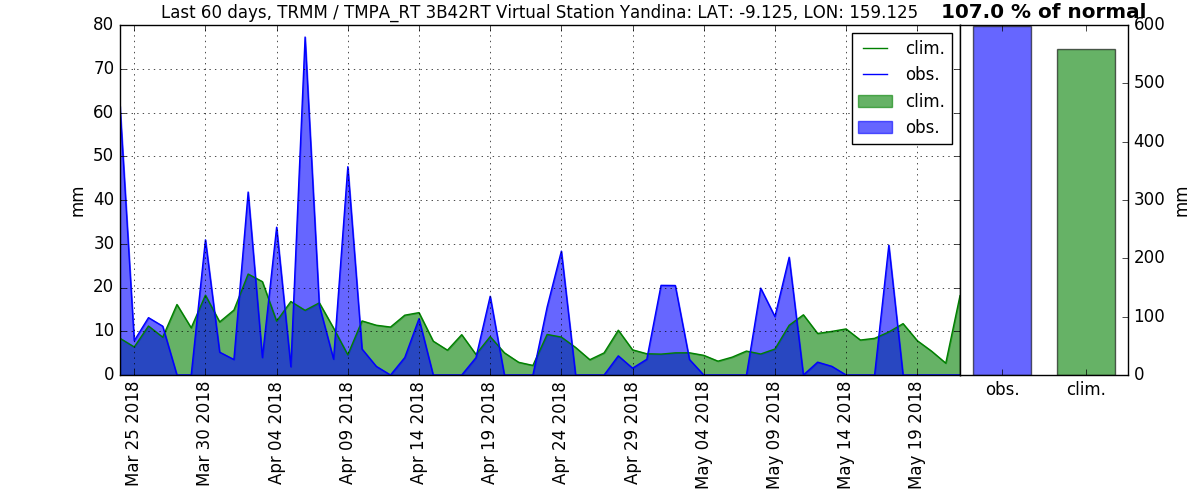 Last 60 days, TRMM / TMPA_RT 3B42RT Virtual Station Yandina: LAT: -9.125, LON: 159.125
107.0 % of normal
80
70
60
50
40
30
20
10
0
mm
clim.
obs.
clim.
obs.
600
500
400
300
200
100
0
mm
obs.
clim.
Mar 25 2018
Mar 30 2018
Apr 04 2018
Apr 09 2018
Apr 14 2018
Apr 19 2018
Apr 24 2018
Apr 29 2018
May 04 2018
May 09 2018
May 14 2018
May 19 2018